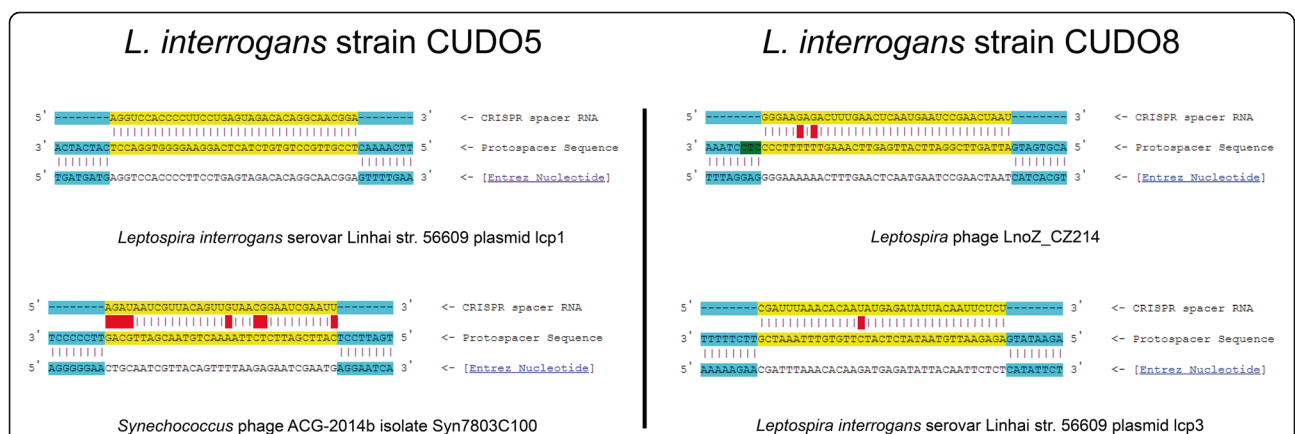 L. interrogans strain CUDO5
5' --------AGGUCCACCCCUUCCUGAGUAGACACAGGCAACGGA-------- 3' <- CRISPR spacer RNA
3' ACTACTACTCCAGGTGGGGAAGGACTCATCTGTGTCCGTTGCCTCAAAACTT 5' <- Protospacer Sequence
5' TGATGATGAGGTCCACCCCTTCCTGAGTAGACACAGGCAACGGAGTTTTGAA 3' <- [Entrez Nucleotide]
Leptospira interrogans serovar Linhai str. 56609 plasmid lcp1
5' --------AGAUAAUCGUUACAGUUGUAACGGAAUCGAAUU-------- 3' <- CRISPR spacer RNA
3' TCCCCCTTGACGTTAGCAATGTCAAAATTCTCTTAGCTTACTCCTTAGT 5' <- Protospacer Sequence
5' AGGGGGAACTGCAATCGTTACAGTTTTAAGAGAATCGAATGAGGAATCA 3' <- [Entrez Nucleotide]
Synechococcus phage ACG-2014b isolate Syn7803C100
L. interrogans strain CUDO8
5' --------GGGAAGAGACUUUGAACUCAAUGAAUCCGAACUAAU-------- 3' <- CRISPR spacer RNA
3' AAATCCTCCCCTTTTTTGAAACTTGAGTTACTTAGGCTTGATTAGTAGTGCA 5' <- Protospacer Sequence
5' TTTAGGAGGGGAAAAAACTTTGAACTCAATGAATCCGAACTAATCATCACGT 3' <- [Entrez Nucleotide]
Leptospira phage LnoZ_CZ214
5' --------CGAUUUAAACACAAUAUGAGAUAUUACAAUUCUCU-------- 3' <- CRISPR spacer RNA
3' TTTTTCTTGCTAAATTTGTGTTCTACTCTATAATGTTAAGAGAGTATAAGA 5' <- Protospacer Sequence
5' AAAAAGAACGATTTAAACACAAGATGAGATATTACAATTCTCTCATATTCT 3' <- [Entrez Nucleotide]
Leptospira interrogans serovar Linhai str. 56609 plasmid lcp3